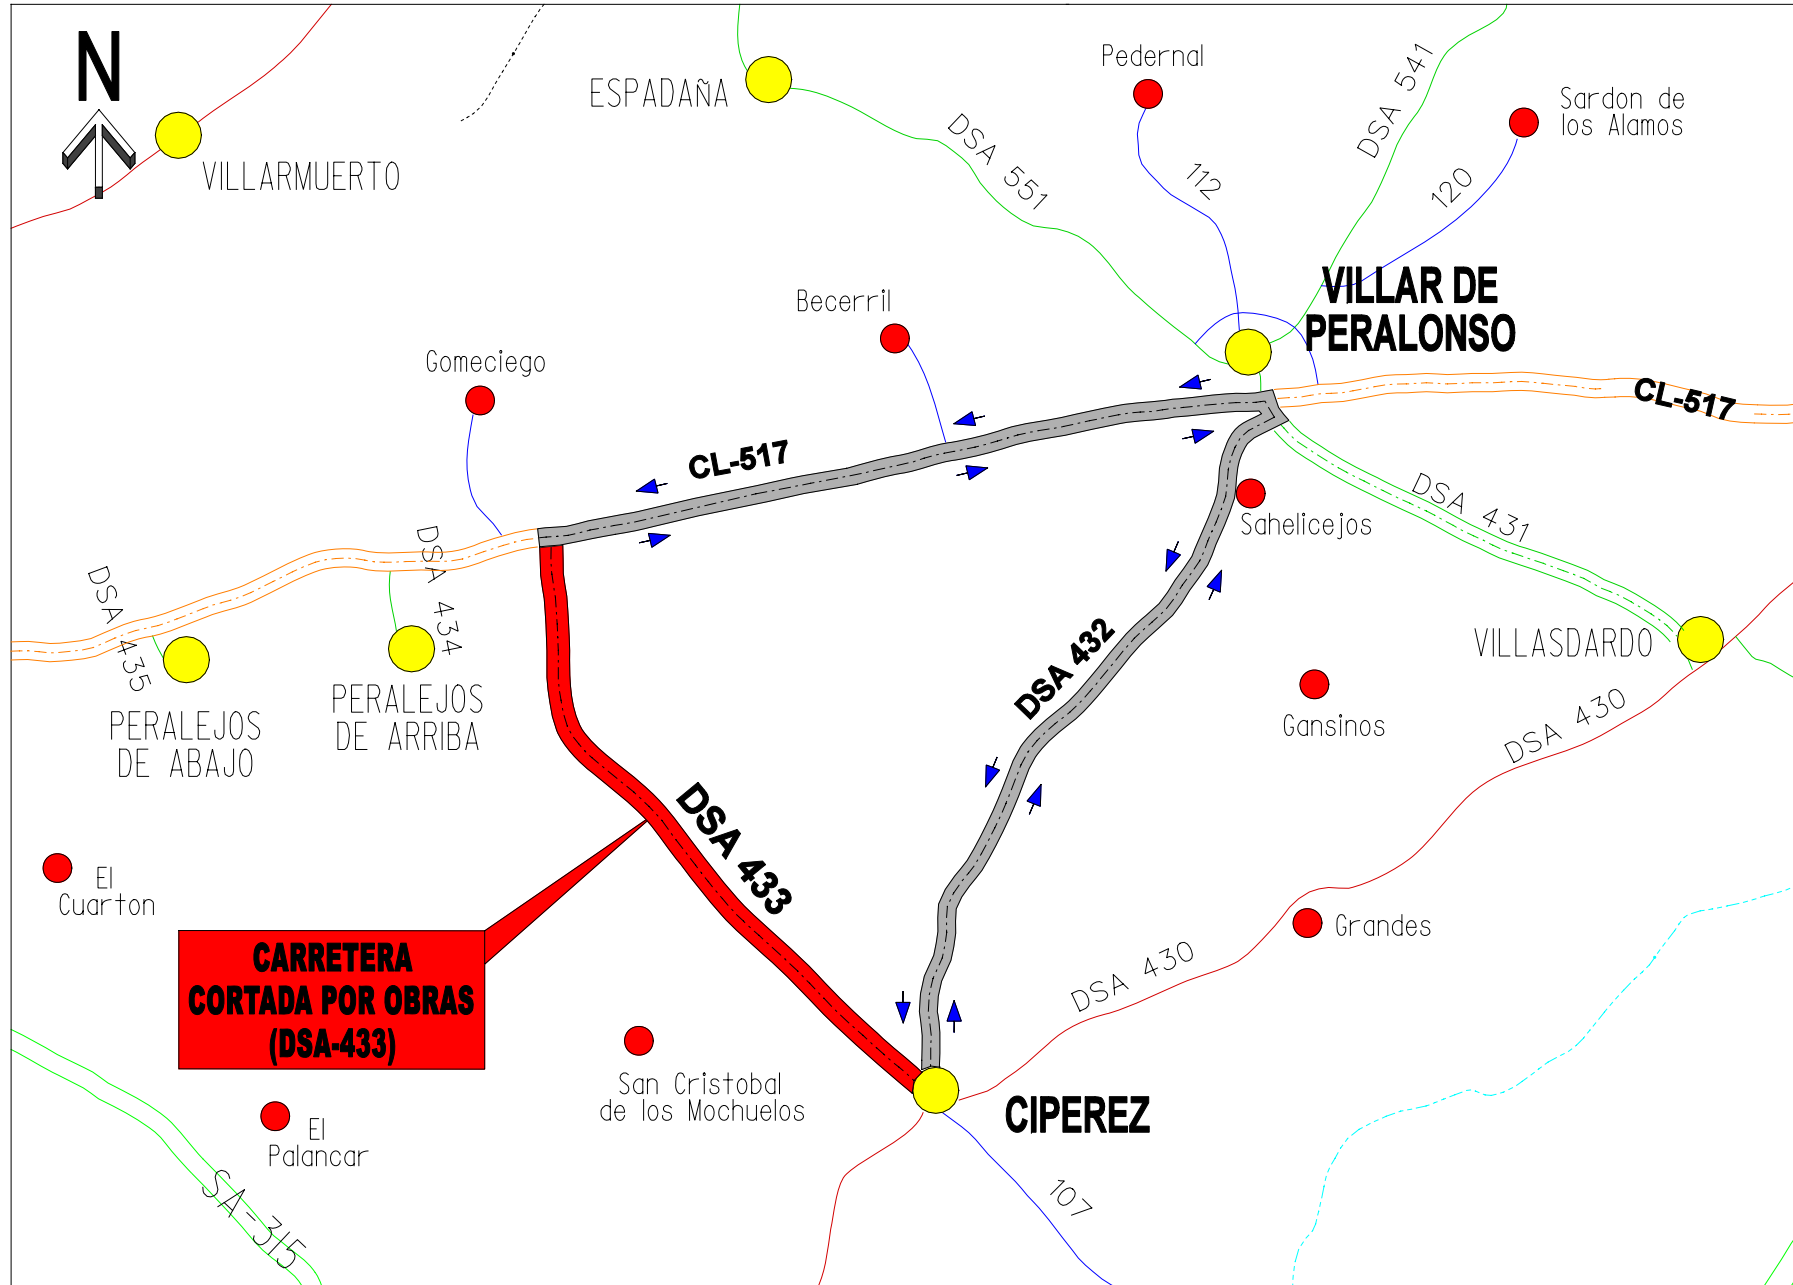 N
ESPADAÑA
Pedernal
Sardon de
los Alamos
DSA 541
VILLARMUERTO
DSA 551
112
120
VILLAR DE
PERALONSO
Becerril
Gomeciego
CL-517
CL-517
DSA 431
Sahelicejos
DSA 435
DSA 434
PERALEJOS
DE ABAJO
PERALEJOS
DE ARRIBA
DSA 432
VILLASDARDO
Gansinos
DSA 430
DSA 433
El
Cuarton
CARRETERA
CORTADA POR OBRAS
(DSA-433)
Grandes
DSA 430
San Cristobal
de los Mochuelos
CIPEREZ
El
Palancar
SA-315
107